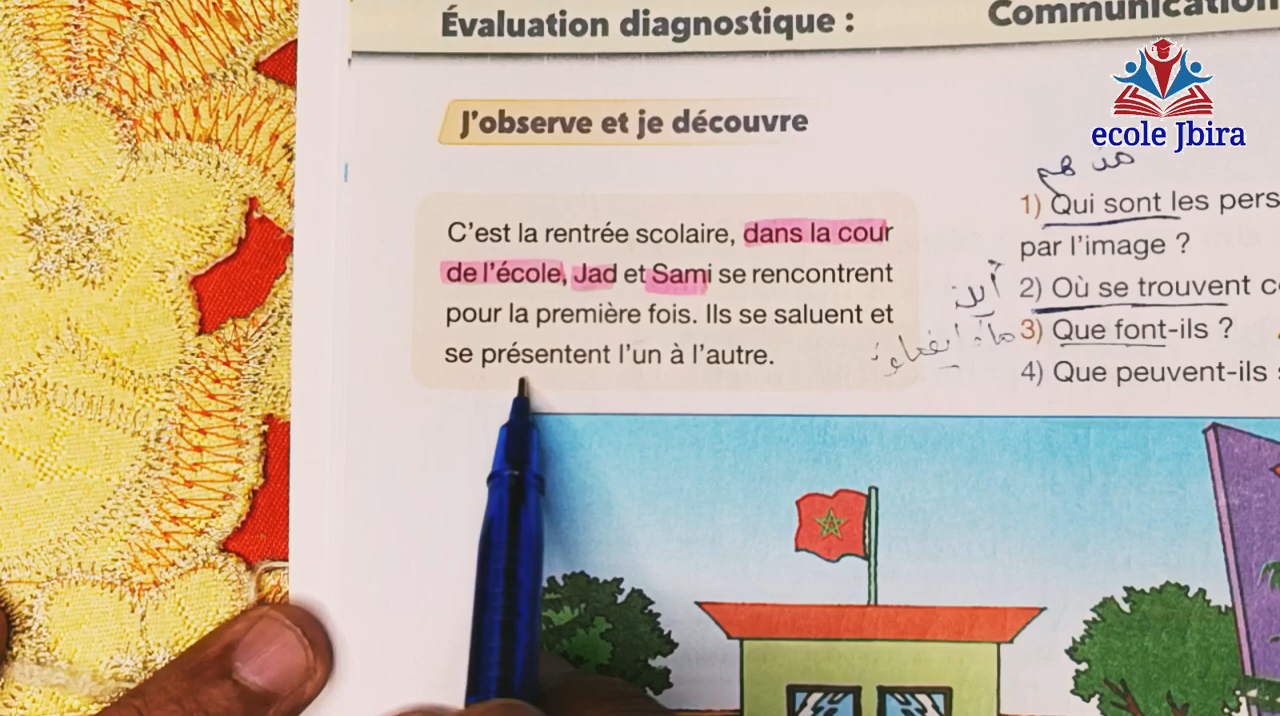 Évaluation diagnostique :
Communication
ecole Jbira
J'observe et je découvre
C'est la rentrée scolaire, dans la cour
de l'école, Jad et Sami se rencontrent
pour la première fois. Ils se saluent et
se présentent l'un à l'autre.
من هم
1) Qui sont les pers
par l'image ?
أين
2) Où se trouvent c
ماذا يفعلون
3) Que font-ils ?
4) Que peuvent-ils